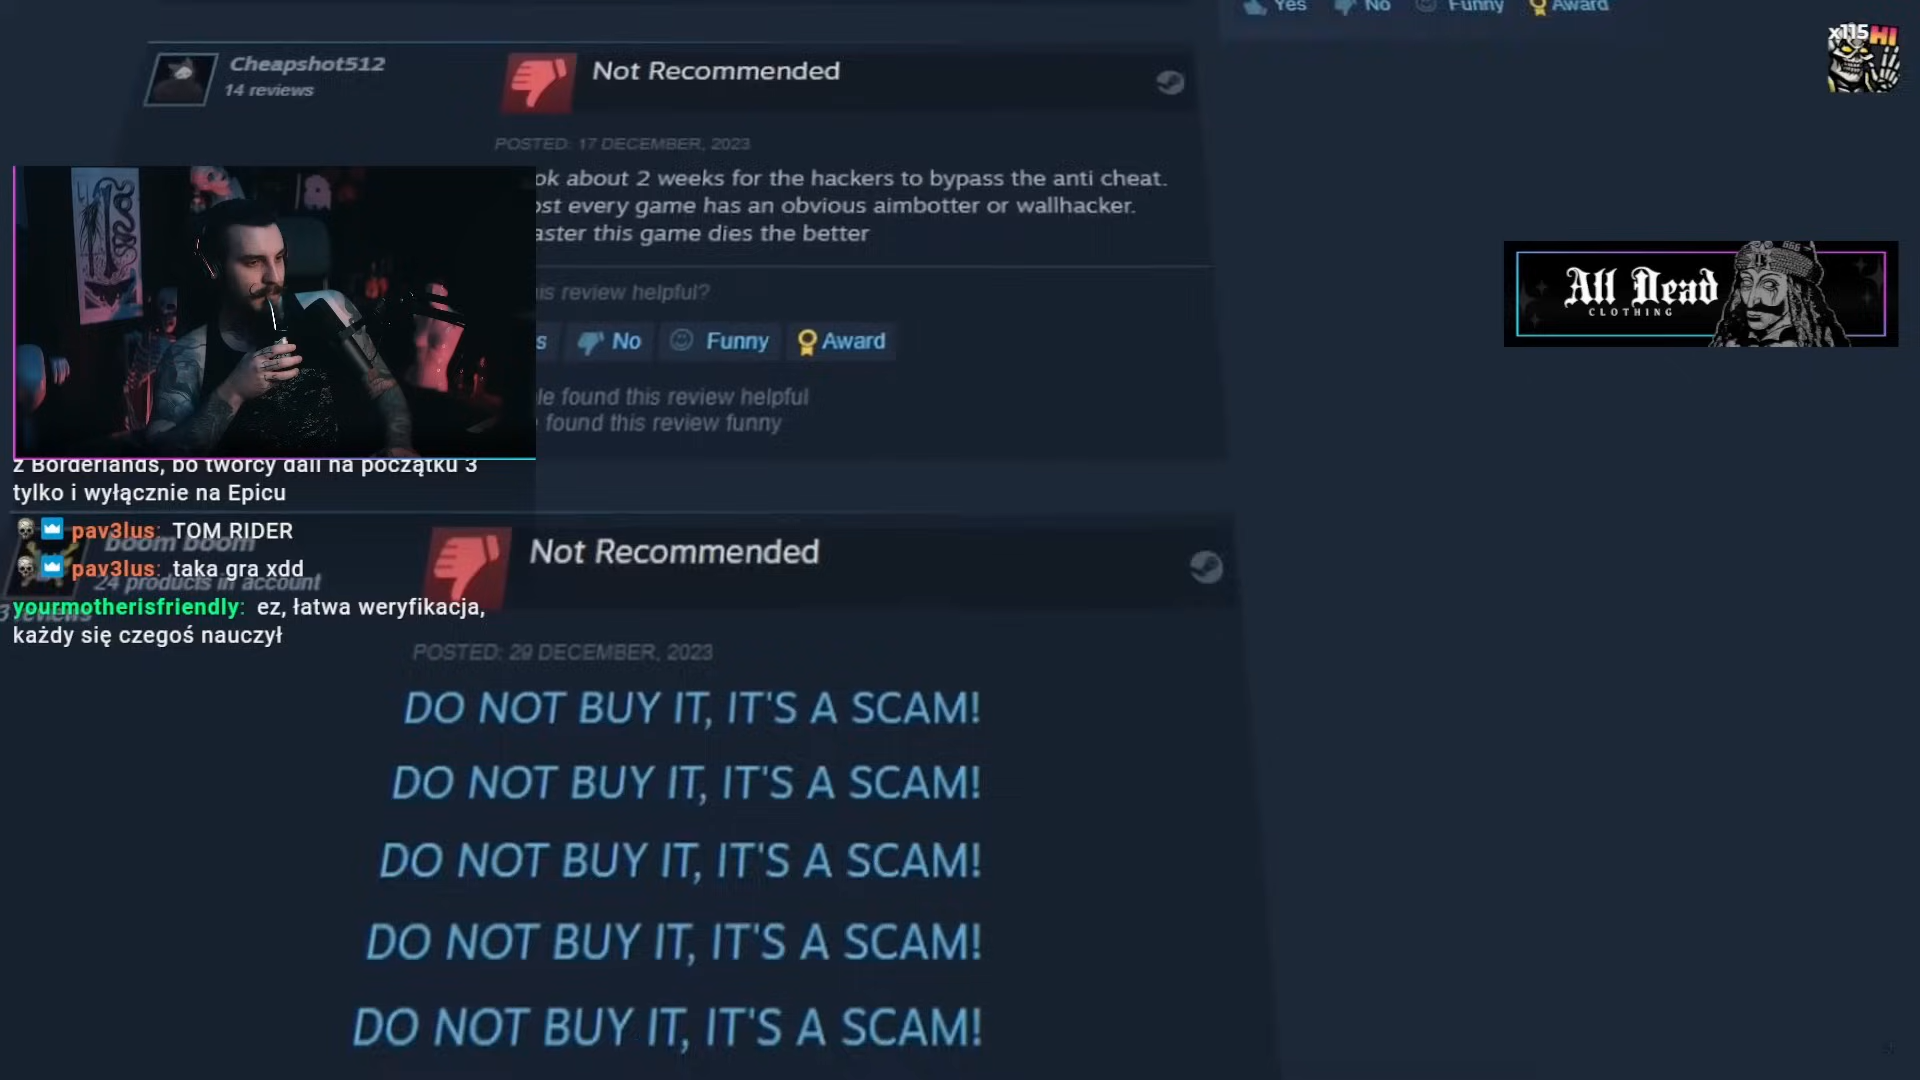 Yes No Funny Award
x115 HI
Cheapshot512
14 reviews
Not Recommended
POSTED: 17 DECEMBER, 2023
about 2 weeks for the hackers to bypass the anti cheat.
every game has an obvious aimbotter or wallhacker.
this game dies the better
review helpful?
No Funny Award
found this review helpful
found this review funny
All Dead
CLOTHING
z Borderlands, bo twórcy dali na początku 3
tylko i wyłącznie na Epicu
pav3lus: TOM RIDER
boom boom
pav3lus: taka gra xdd
24 products in account
yourmotherisfriendly: ez, łatwa weryfikacja,
każdy się czegoś nauczył
3 reviews
Not Recommended
POSTED: 29 DECEMBER, 2023
DO NOT BUY IT, IT'S A SCAM!
DO NOT BUY IT, IT'S A SCAM!
DO NOT BUY IT, IT'S A SCAM!
DO NOT BUY IT, IT'S A SCAM!
DO NOT BUY IT, IT'S A SCAM!